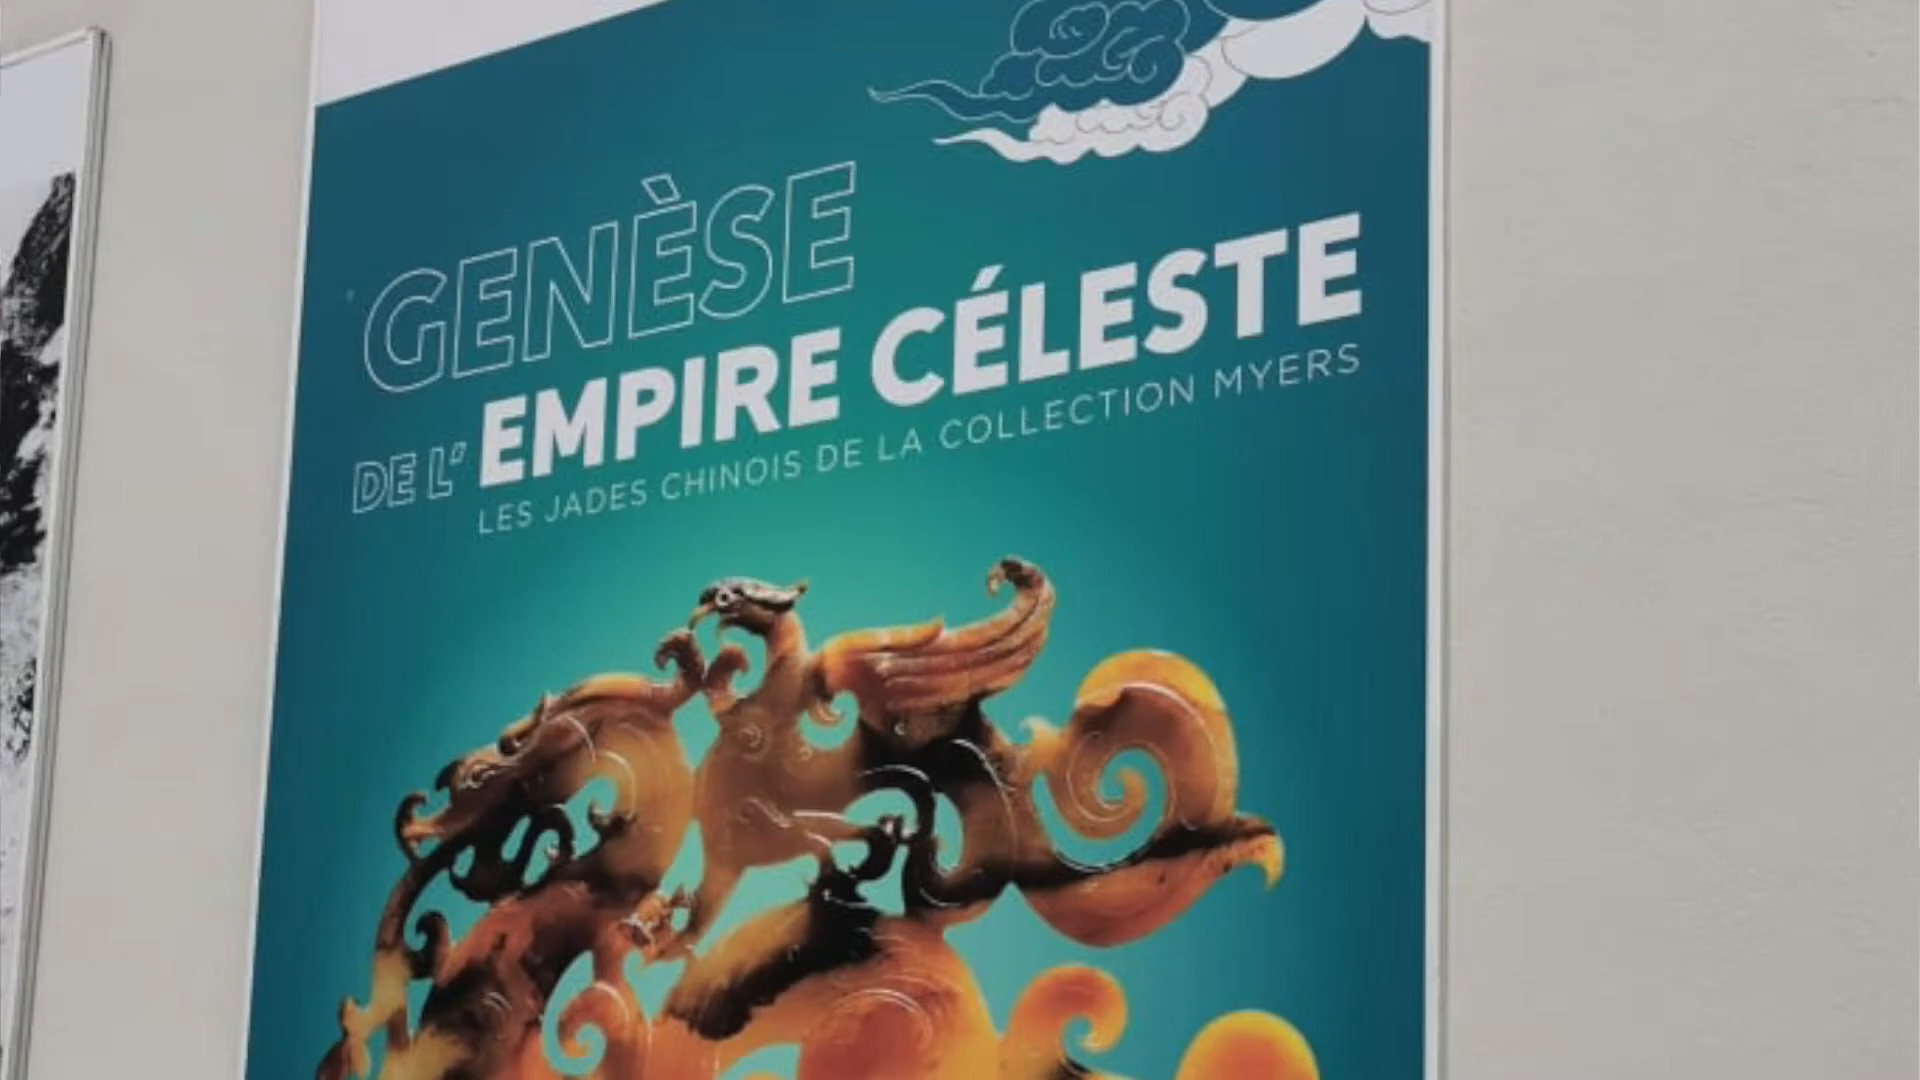 GENÈSE
DE L' EMPIRE CÉLESTE
LES JADES CHINOIS DE LA COLLECTION MYERS